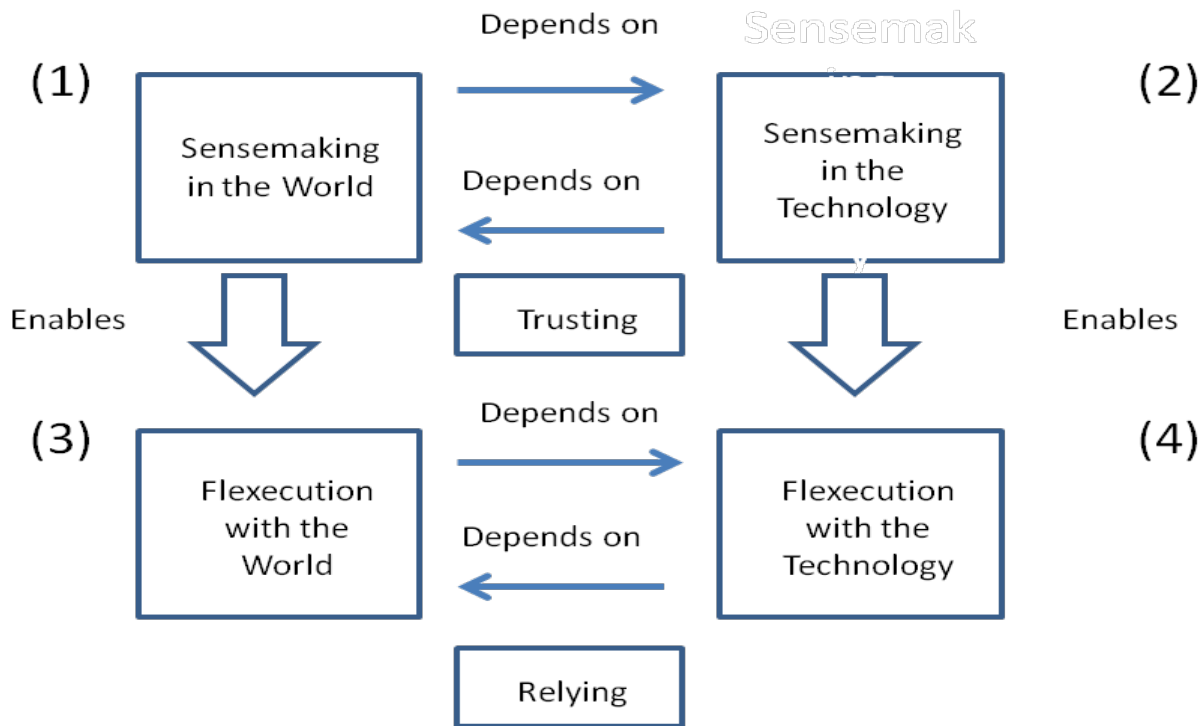 Depends on
Sensemak
(1)
(2)
Sensemaking
in the World
Sensemaking
in the
Technology
Depends on
y
Enables
Trusting
Enables
Depends on
(3)
(4)
Flexecution
with the
World
Flexecution
with the
Technology
Depends on
Relying